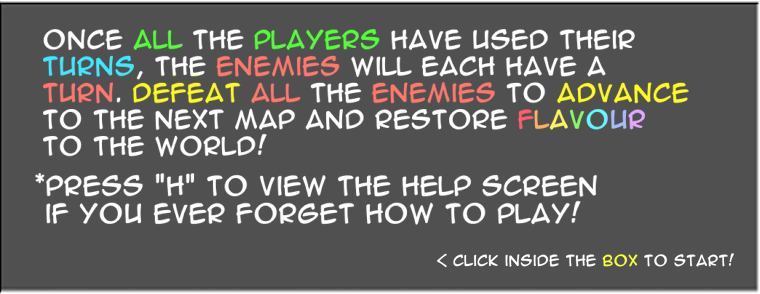 ONCE ALL THE PLAYERS HAVE USED THEIR
TURNS, THE ENEMIES WILL EACH HAVE A
TURN. DEFEAT ALL THE ENEMIES TO ADVANCE
TO THE NEXT MAP AND RESTORE FLAVOUR
TO THE WORLD!
*PRESS "H" TO VIEW THE HELP SCREEN
IF YOU EVER FORGET HOW TO PLAY!
< CLICK INSIDE THE BOX TO START!